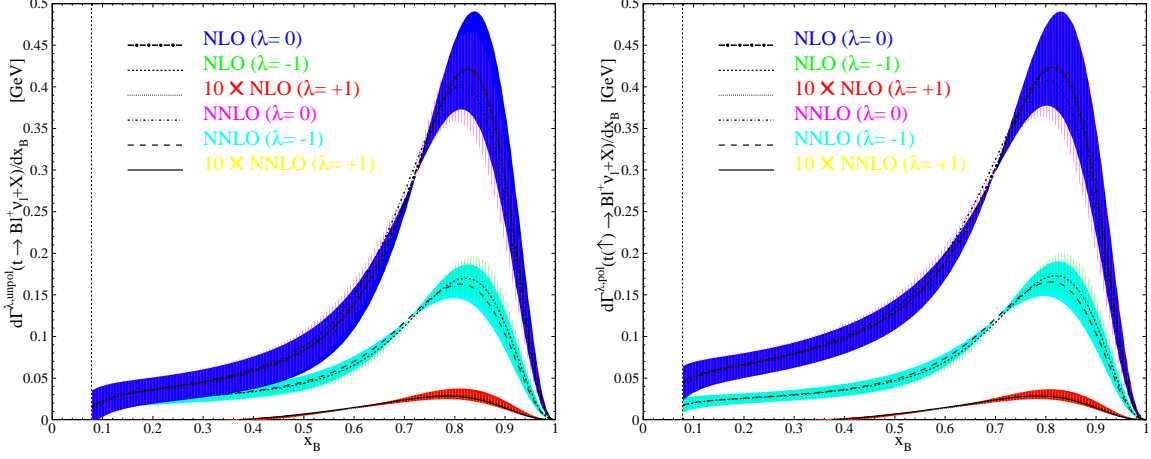 dΓ^λ,unpol(t → Bl⁺ν_l+X)/dx_B [GeV]
0.5
0.45
0.4
0.35
0.3
0.25
0.2
0.15
0.1
0.05
0
NLO (λ= 0)
NLO (λ= -1)
10 × NLO (λ= +1)
NNLO (λ= 0)
NNLO (λ= -1)
10 × NNLO (λ= +1)
0 0.1 0.2 0.3 0.4 0.5 0.6 0.7 0.8 0.9 1
x_B
dΓ^λ,pol(t(↑) → Bl⁺ν_l+X)/dx_B [GeV]
0.5
0.45
0.4
0.35
0.3
0.25
0.2
0.15
0.1
0.05
0
NLO (λ= 0)
NLO (λ= -1)
10 × NLO (λ= +1)
NNLO (λ= 0)
NNLO (λ= -1)
10 × NNLO (λ= +1)
0 0.1 0.2 0.3 0.4 0.5 0.6 0.7 0.8 0.9 1
x_B